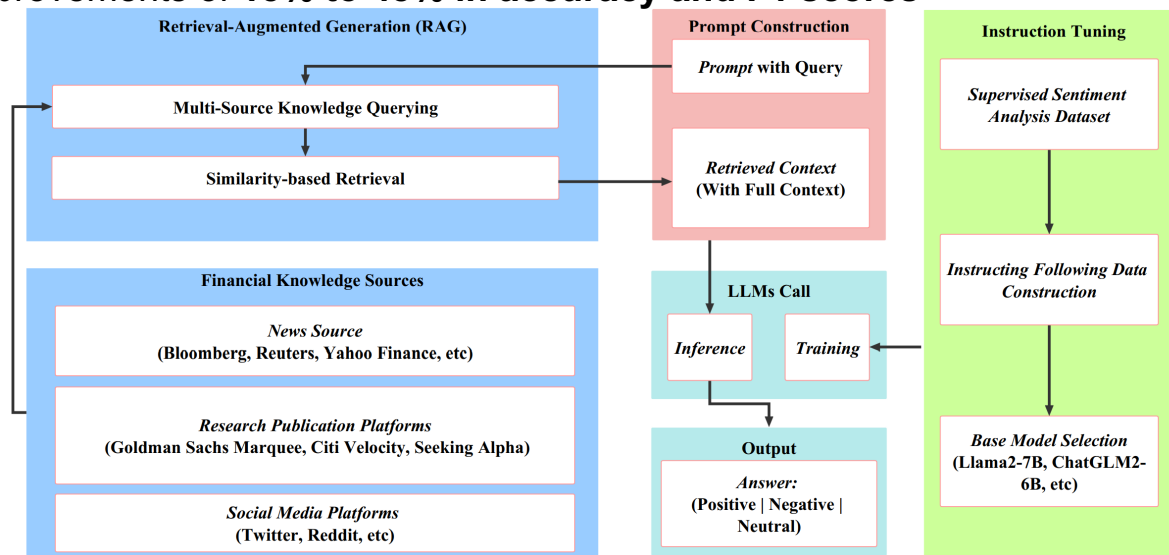 Retrieval-Augmented Generation (RAG)
Multi-Source Knowledge Querying
Similarity-based Retrieval
Financial Knowledge Sources
News Source
(Bloomberg, Reuters, Yahoo Finance, etc)
Research Publication Platforms
(Goldman Sachs Marquee, Citi Velocity, Seeking Alpha)
Social Media Platforms
(Twitter, Reddit, etc)
Prompt Construction
Prompt with Query
Retrieved Context
(With Full Context)
LLMs Call
Inference
Training
Output
Answer:
(Positive | Negative |
Neutral)
Instruction Tuning
Supervised Sentiment
Analysis Dataset
Instructing Following Data
Construction
Base Model Selection
(Llama2-7B, ChatGLM2-
6B, etc)